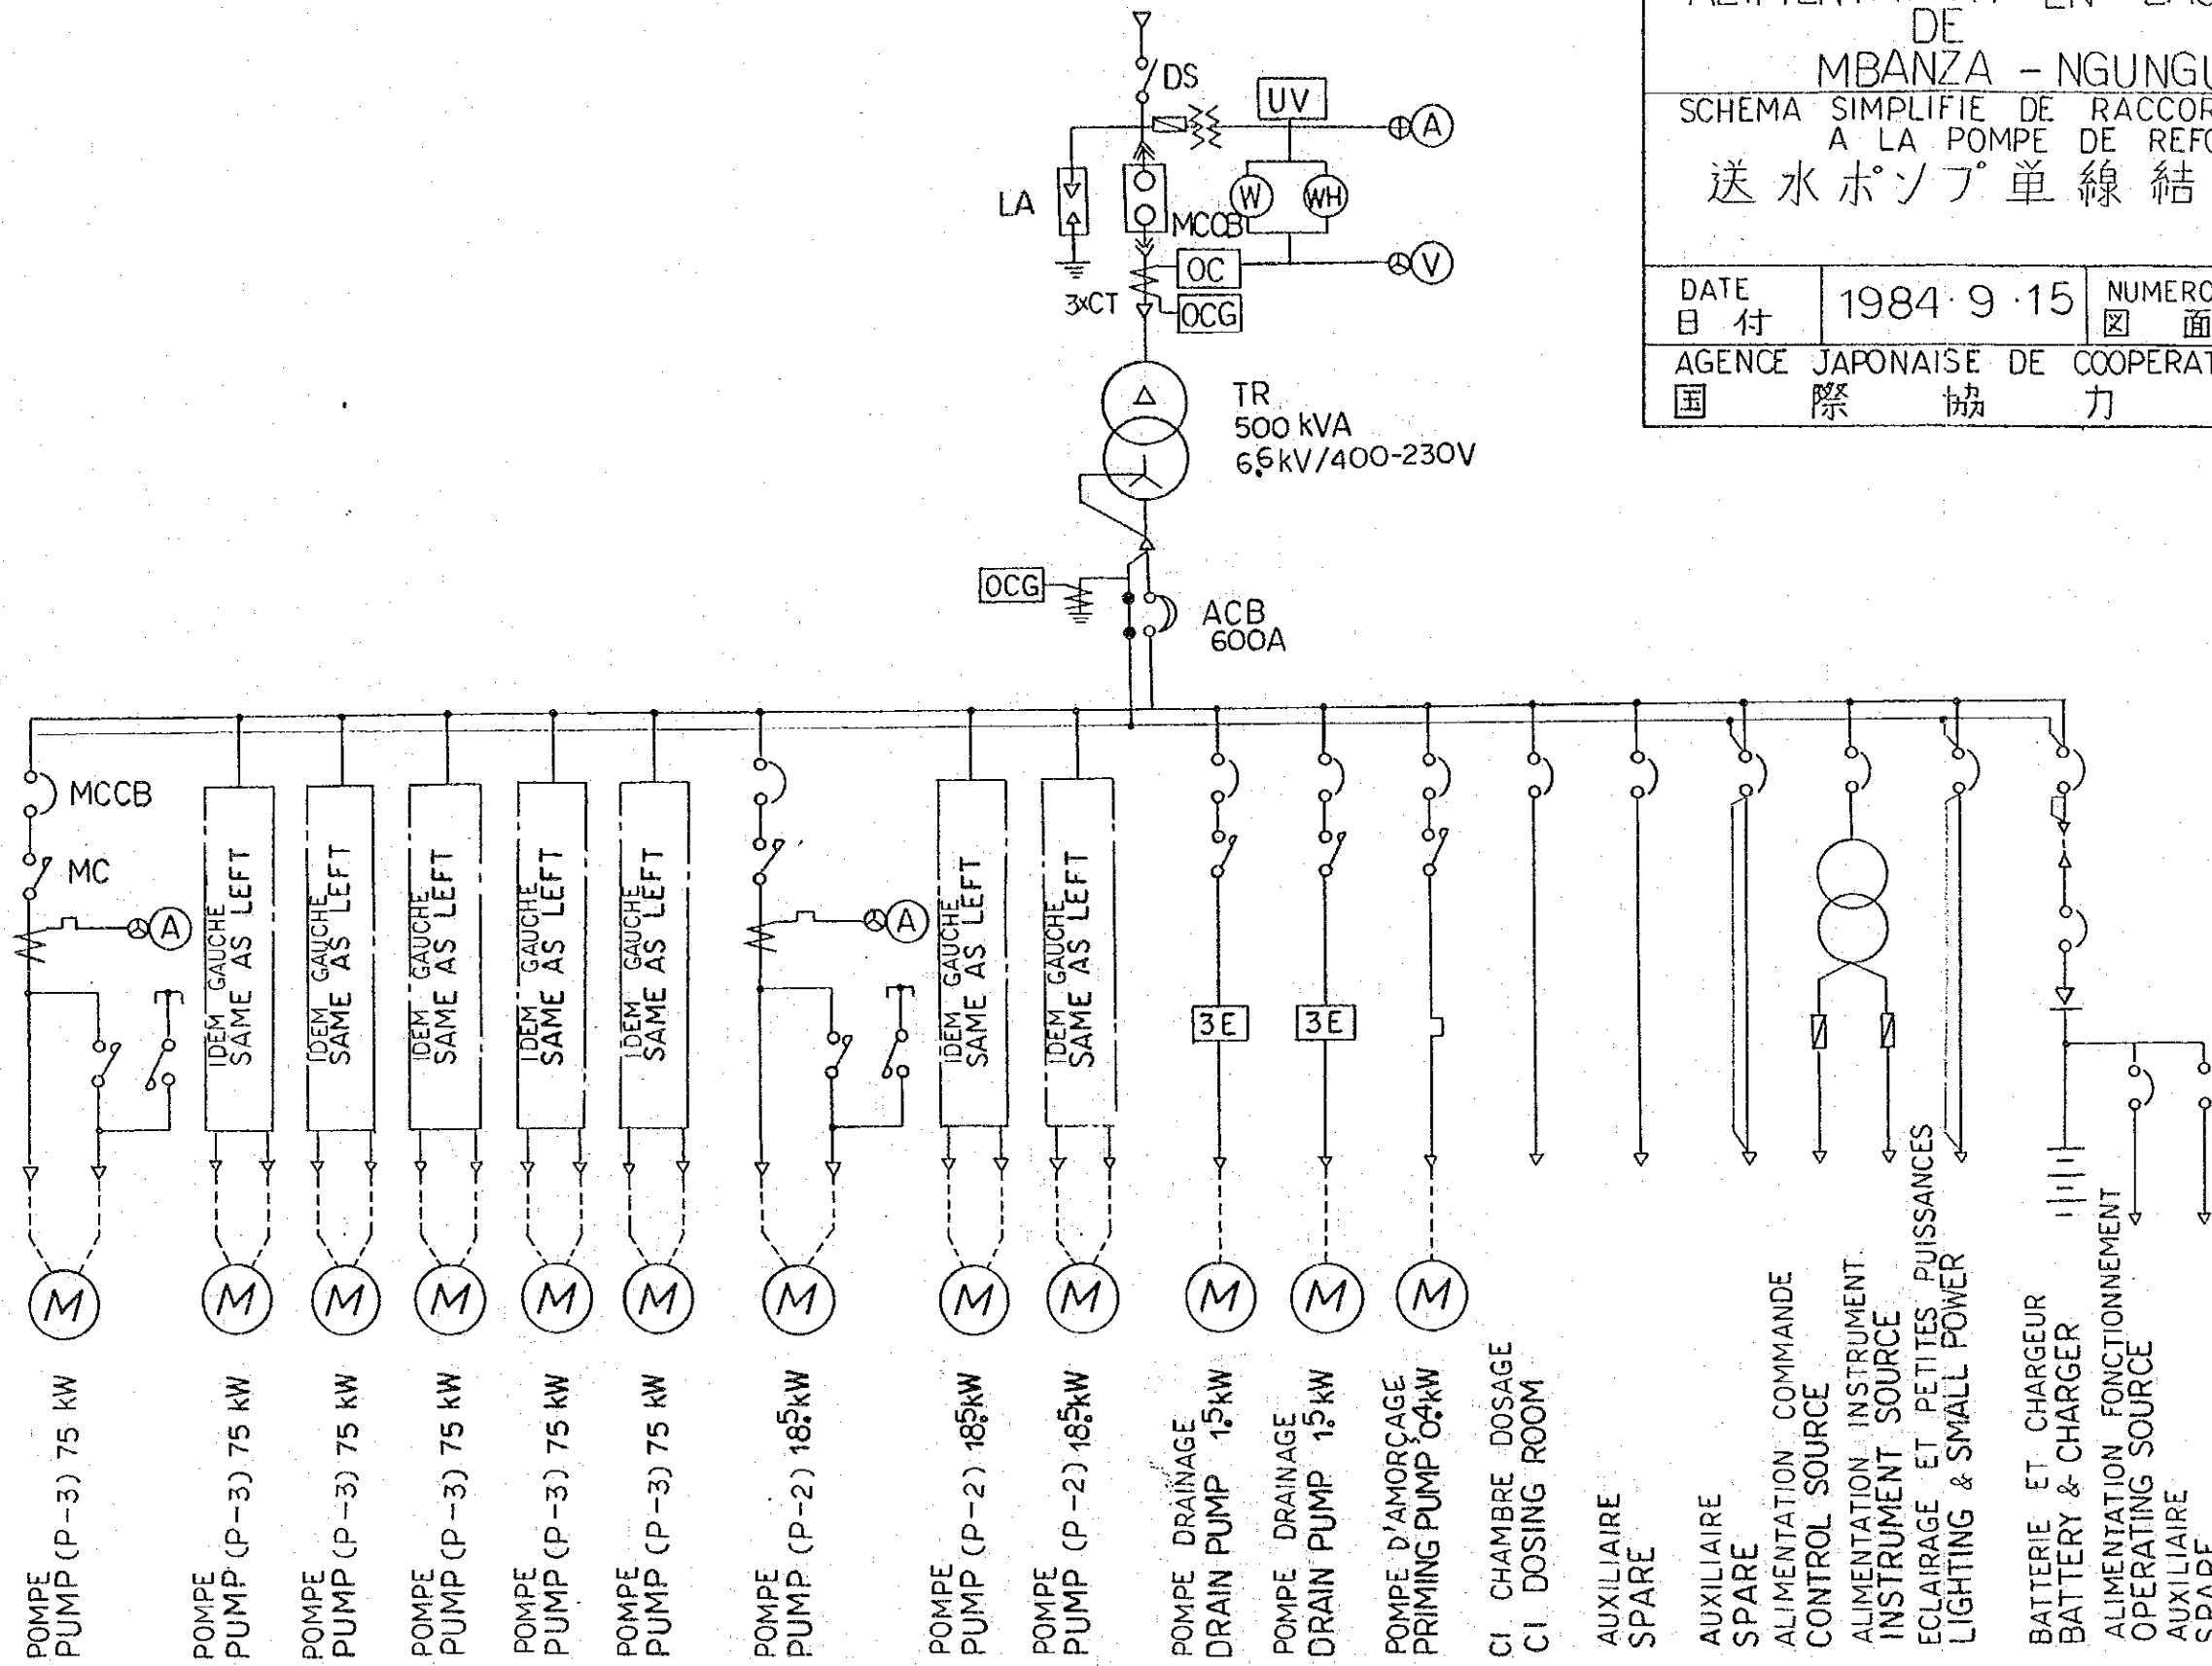 DE
MBANZA - NGUNGU
SCHEMA SIMPLIFIE DE RACCOR
A LA POMPE DE REFO
送水ポンプ単線結
DATE
日付
1984・9・15
NUMERO
図面
AGENCE JAPONAISE DE COOPERAT
国際協力
DS
UV
A
LA
W
WH
MCCB
OC
V
3xCT
OCG
TR
500 kVA
6.6kV/400-230V
OCG
ACB
600A
MCCB
MC
A
A
IDEM GAUCHE
SAME AS LEFT
IDEM GAUCHE
SAME AS LEFT
IDEM GAUCHE
SAME AS LEFT
IDEM GAUCHE
SAME AS LEFT
IDEM GAUCHE
SAME AS LEFT
IDEM GAUCHE
SAME AS LEFT
IDEM GAUCHE
SAME AS LEFT
3E
3E
M
M
M
M
M
M
M
M
M
M
M
M
POMPE
PUMP (P-3) 75 kW
POMPE
PUMP (P-3) 75 kW
POMPE
PUMP (P-3) 75 kW
POMPE
PUMP (P-3) 75 kW
POMPE
PUMP (P-3) 75 kW
POMPE
PUMP (P-3) 75 kW
POMPE
PUMP (P-2) 18.5kW
POMPE
PUMP (P-2) 18.5kW
POMPE
PUMP (P-2) 18.5kW
POMPE DRAINAGE
DRAIN PUMP 1.5kW
POMPE DRAINAGE
DRAIN PUMP 1.5kW
POMPE D'AMORÇAGE
PRIMING PUMP 0.4kW
CI CHAMBRE DOSAGE
CI DOSING ROOM
AUXILIAIRE
SPARE
AUXILIAIRE
SPARE
ALIMENTATION COMMANDE
CONTROL SOURCE
ALIMENTATION INSTRUMENT.
INSTRUMENT SOURCE
ECLAIRAGE ET PETITES PUISSANCES
LIGHTING & SMALL POWER
BATTERIE ET CHARGEUR
BATTERY & CHARGER
ALIMENTATION FONCTIONNEMENT
OPERATING SOURCE
AUXILIAIRE
SPARE